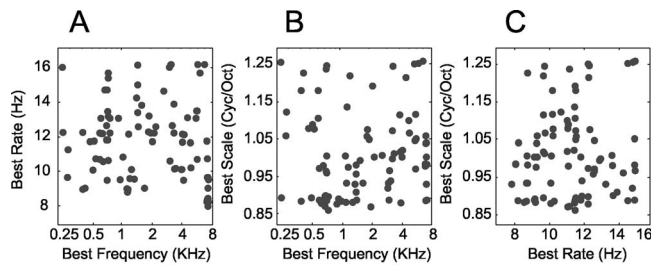 A
B
C
16
14
12
10
8
Best Rate (Hz)
0.25 0.5 1 2 4 8
Best Frequency (KHz)
1.25
1.15
1.05
0.95
0.85
Best Scale (Cyc/Oct)
0.25 0.5 1 2 4 8
Best Frequency (KHz)
1.25
1.15
1.05
0.95
0.85
Best Scale (Cyc/Oct)
8 10 12 14 16
Best Rate (Hz)